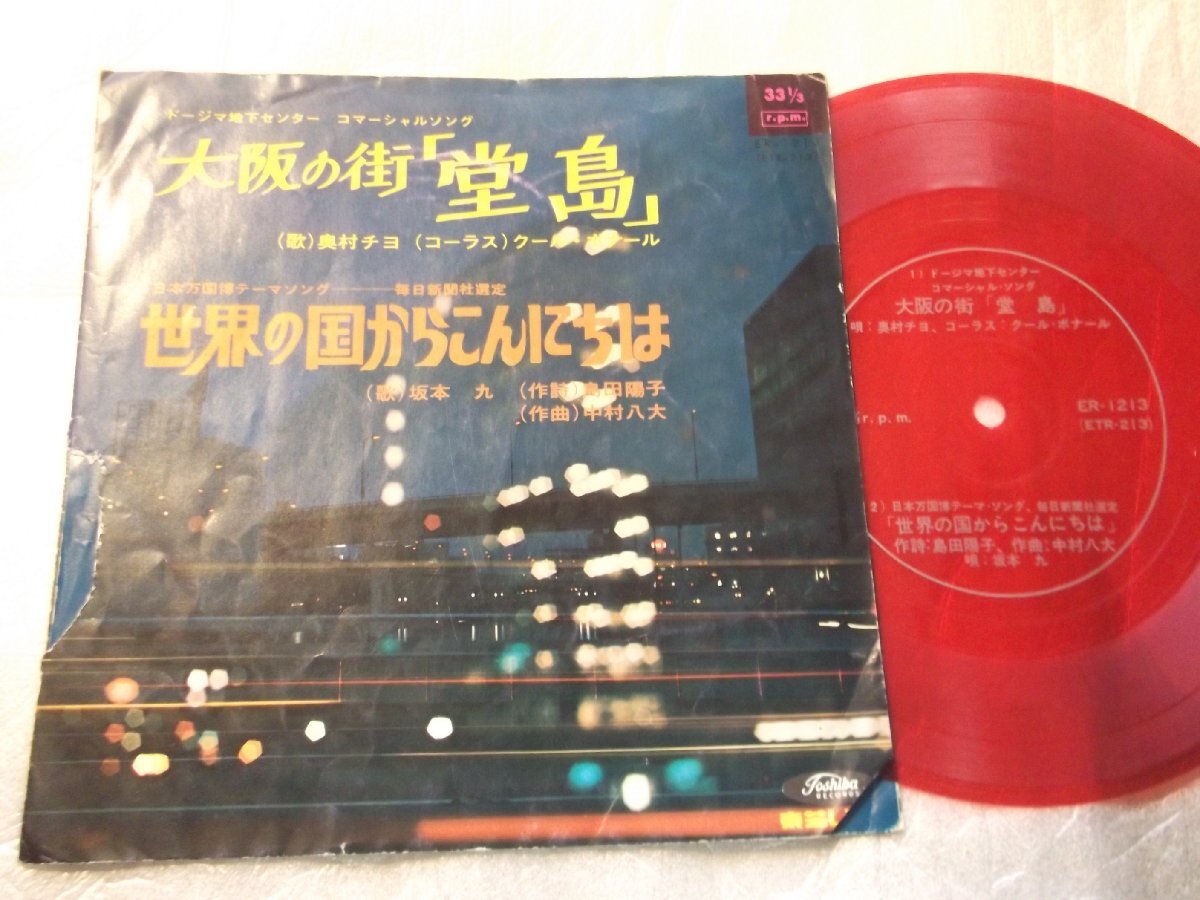 33 1/3
r.p.m.
ドージマ地下センター コマーシャルソング
大阪の街「堂島」
(歌)奥村チヨ (コーラス)クール・ボナール
日本万国博テーマソング━━━毎日新聞社選定
世界の国からこんにちは
(歌)坂本 九 (作詩)島田陽子
(作曲)中村八大
Toshiba
RECORDS
1) ドージマ地下センター
コマーシャル・ソング
大阪の街「堂 島」
唄:奥村チヨ、コーラス:クール・ボナール
r.p.m.
ER-1213
(ETR-213)
2) 日本万国博テーマ・ソング、毎日新聞社選定
「世界の国からこんにちは」
作詩:島田陽子、作曲:中村八大
唄:坂本 九